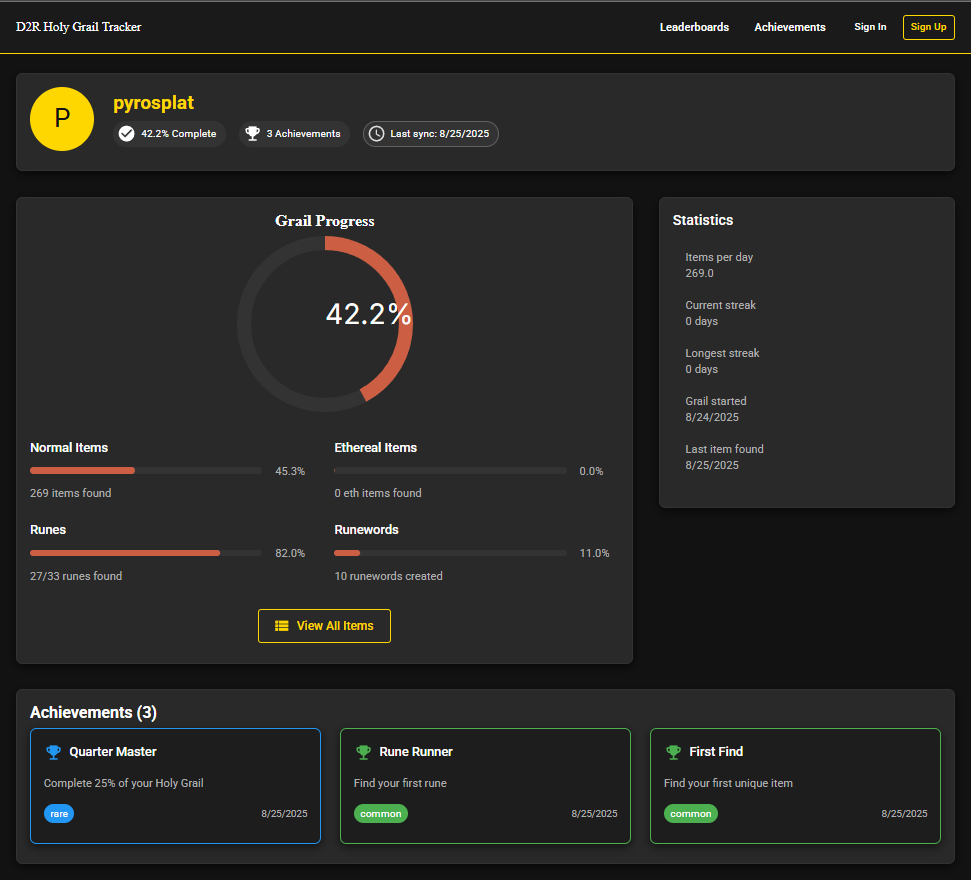 D2R Holy Grail Tracker
Leaderboards
Achievements
Sign In
Sign Up
P
pyrosplat
42.2% Complete
3 Achievements
Last sync: 8/25/2025
Grail Progress
42.2%
Normal Items
45.3%
269 items found
Ethereal Items
0.0%
0 eth items found
Runes
82.0%
27/33 runes found
Runewords
11.0%
10 runewords created
View All Items
Statistics
Items per day
269.0
Current streak
0 days
Longest streak
0 days
Grail started
8/24/2025
Last item found
8/25/2025
Achievements (3)
Quarter Master
Complete 25% of your Holy Grail
rare
8/25/2025
Rune Runner
Find your first rune
common
8/25/2025
First Find
Find your first unique item
common
8/25/2025